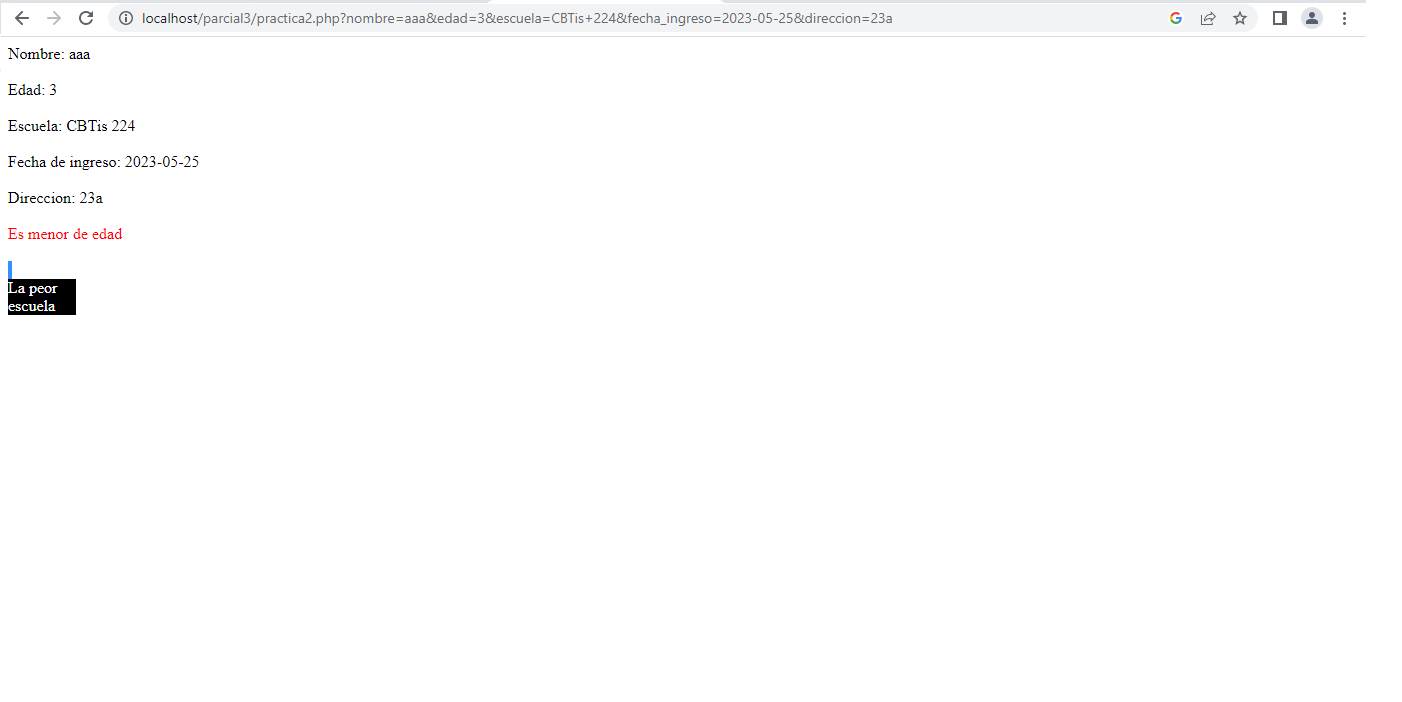 localhost/parcial3/practica2.php?nombre=aaa&edad=3&escuela=CBTis+224&fecha_ingreso=2023-05-25&direccion=23a
Nombre: aaa
Edad: 3
Escuela: CBTis 224
Fecha de ingreso: 2023-05-25
Direccion: 23a
Es menor de edad
La peor
escuela